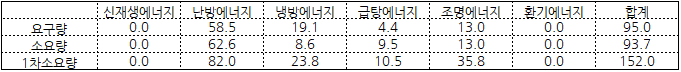 신재생에너지 난방에너지 냉방에너지 급탕에너지 조명에너지 환기에너지 합계
요구량 0.0 58.5 19.1 4.4 13.0 0.0 95.0
소요량 0.0 62.6 8.6 9.5 13.0 0.0 93.7
1차소요량 0.0 82.0 23.8 10.5 35.8 0.0 152.0